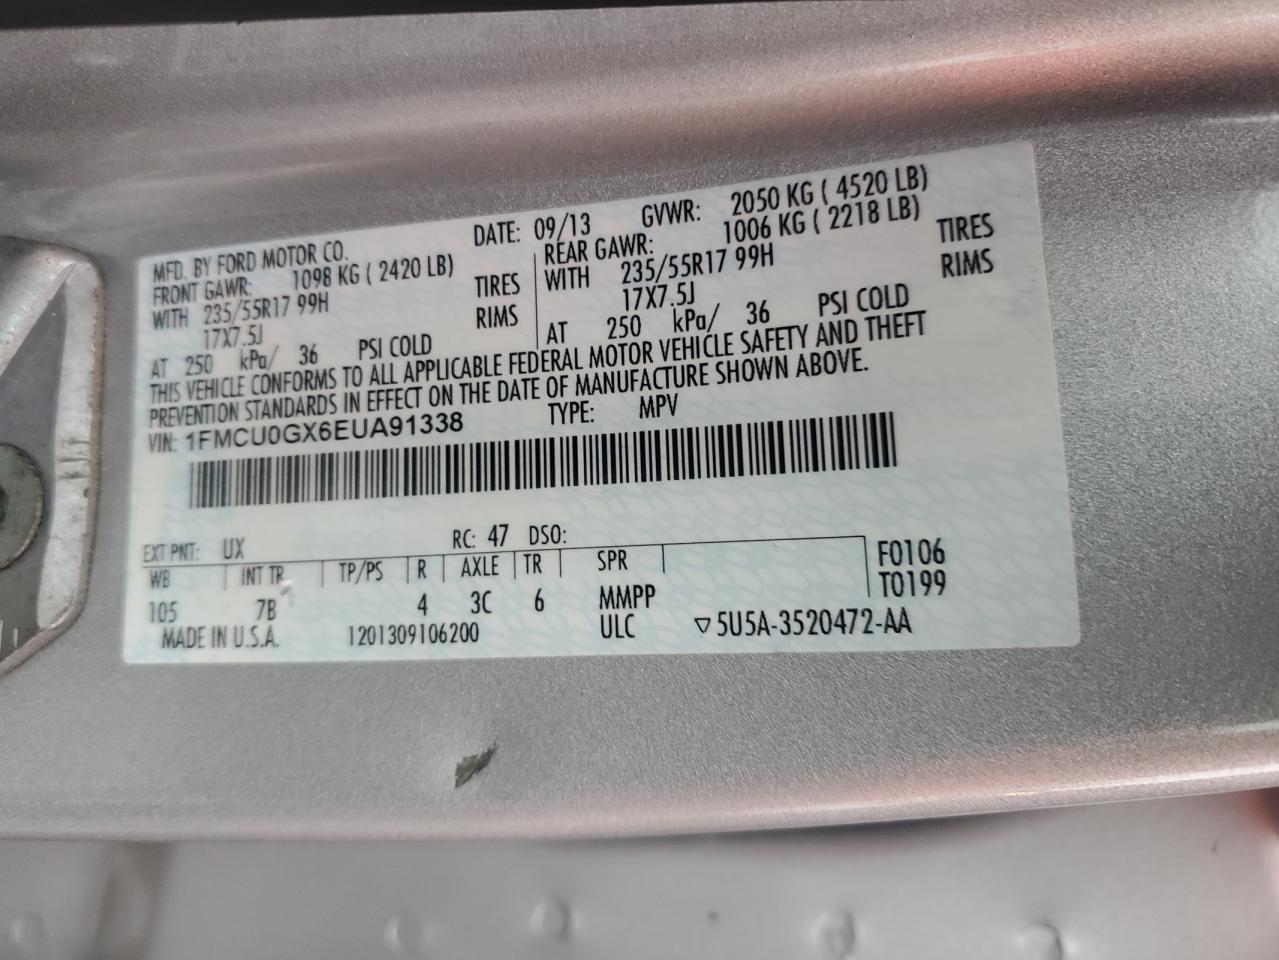 MFD. BY FORD MOTOR CO. DATE: 09/13 GVWR: 2050 KG ( 4520 LB)
FRONT GAWR: 1098 KG ( 2420 LB) REAR GAWR: 1006 KG ( 2218 LB)
WITH 235/55R17 99H TIRES WITH 235/55R17 99H TIRES
17X7.5J RIMS 17X7.5J RIMS
AT 250 kPa/ 36 PSI COLD AT 250 kPa/ 36 PSI COLD
THIS VEHICLE CONFORMS TO ALL APPLICABLE FEDERAL MOTOR VEHICLE SAFETY AND THEFT
PREVENTION STANDARDS IN EFFECT ON THE DATE OF MANUFACTURE SHOWN ABOVE.
VIN: 1FMCU0GX6EUA91338 TYPE: MPV
EXT PNT: UX RC: 47 DSO:
WB INT TR TP/PS R AXLE TR SPR F0106
105 7B 4 3C 6 MMPP T0199
MADE IN U.S.A. 1201309106200 ULC ▽5U5A-3520472-AA